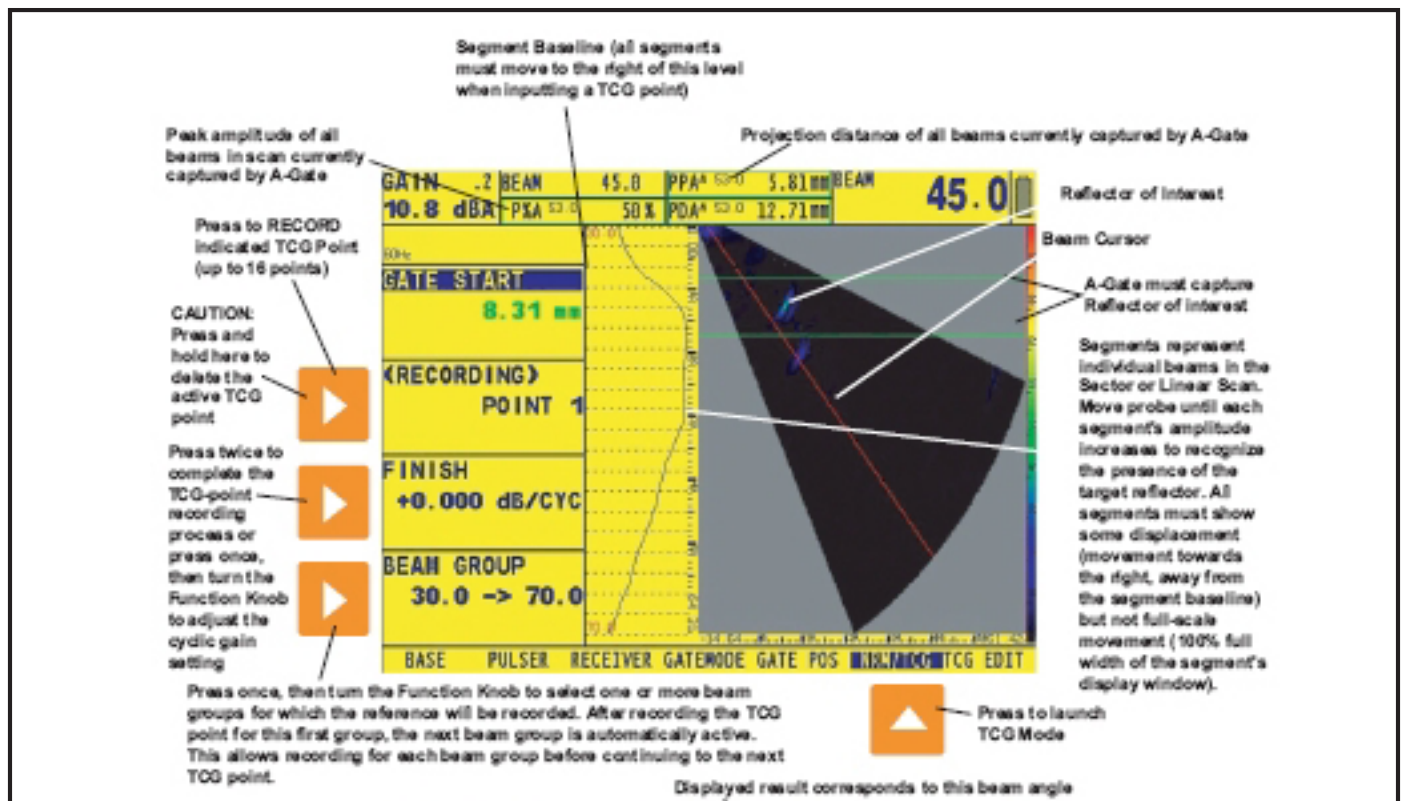 Segment Baseline (all segments
must move to the right of this level
when inputting a TCG point)
Peak amplitude of all
beams in scan currently
captured by A-Gate
Projection distance of all beams currently captured by A-Gate
Reflector of Interest
Beam Cursor
A-Gate must capture
Reflector of interest
Press to RECORD
indicated TCG Point
(up to 16 points)
CAUTION:
Press and
hold here to
delete the
active TCG
point
Press twice to
complete the
TCG-point
recording
process or
press once,
then turn the
Function Knob
to adjust the
cyclic gain
setting
GAIN .2 BEAM 45.0 PPA^ 53.0 5.81mm BEAM 45.0
10.8 dBA P%A 53.0 50% PDA^ 53.0 12.71mm
60Hz
GATE START
8.31 mm
(RECORDING)
POINT 1
FINISH
+0.000 dB/CYC
BEAM GROUP
30.0 -> 70.0
BASE PULSER RECEIVER GATEMODE GATE POS TCG EDIT
Segments represent
individual beams in the
Sector or Linear Scan.
Move probe until each
segment's amplitude
increases to recognize
the presence of the
target reflector. All
segments must show
some displacement
(movement towards
the right, away from
the segment baseline)
but not full-scale
movement (100% full
width of the segment's
display window).
Press once, then turn the Function Knob to select one or more beam
groups for which the reference will be recorded. After recording the TCG
point for this first group, the next beam group is automatically active.
This allows recording for each beam group before continuing to the next
TCG point.
Press to launch
TCG Mode
Displayed result corresponds to this beam angle